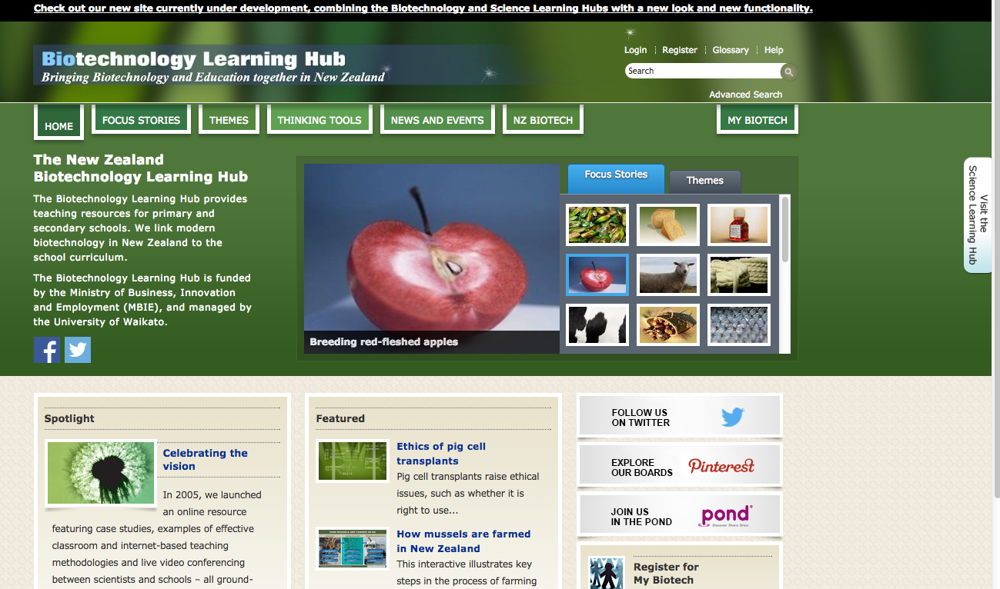 Check out our new site currently under development, combining the Biotechnology and Science Learning Hubs with a new look and new functionality.
Biotechnology Learning Hub
Bringing Biotechnology and Education together in New Zealand
Login Register Glossary Help
Search
Advanced Search
HOME FOCUS STORIES THEMES THINKING TOOLS NEWS AND EVENTS NZ BIOTECH MY BIOTECH
The New Zealand
Biotechnology Learning Hub
The Biotechnology Learning Hub provides
teaching resources for primary and
secondary schools. We link modern
biotechnology in New Zealand to the
school curriculum.
The Biotechnology Learning Hub is funded
by the Ministry of Business, Innovation
and Employment (MBIE), and managed by
the University of Waikato.
Breeding red-fleshed apples
Focus Stories Themes
Visit the
Science Learning Hub
Spotlight
Celebrating the
vision
In 2005, we launched
an online resource
featuring case studies, examples of effective
classroom and internet-based teaching
methodologies and live video conferencing
between scientists and schools – all ground-
Featured
Ethics of pig cell
transplants
Pig cell transplants raise ethical
issues, such as whether it is
right to use...
How mussels are farmed
in New Zealand
This interactive illustrates key
steps in the process of farming
FOLLOW US
ON TWITTER
EXPLORE
OUR BOARDS
Pinterest
JOIN US
IN THE POND
pond
Discover Share Grow
Register for
My Biotech